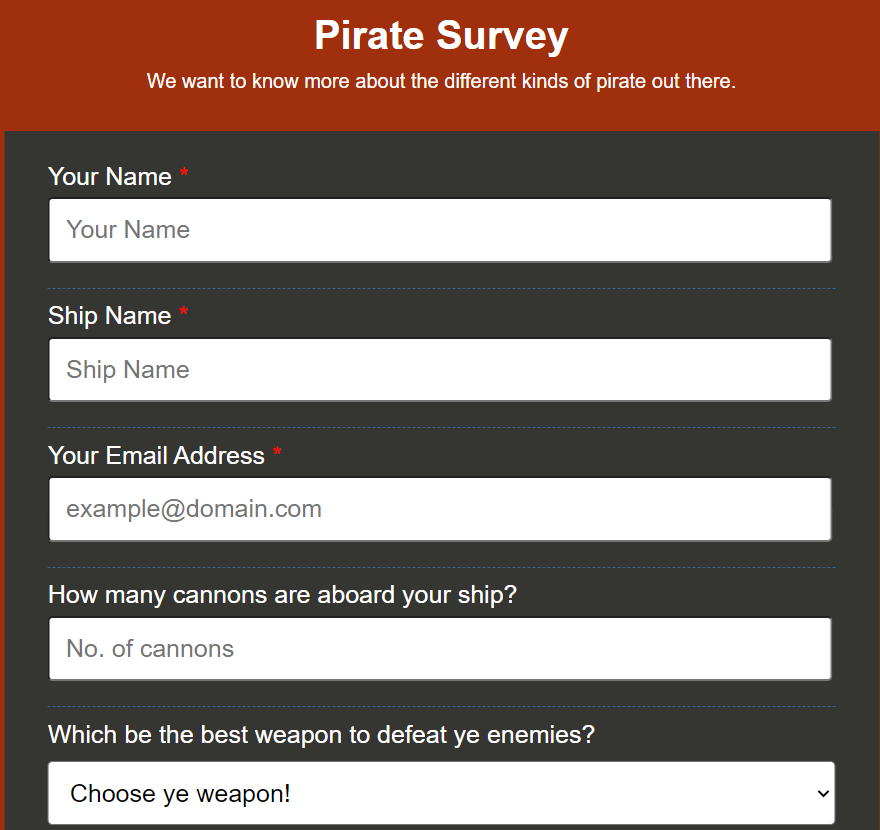 Pirate Survey
We want to know more about the different kinds of pirate out there.
Your Name *
Your Name
Ship Name *
Ship Name
Your Email Address *
example@domain.com
How many cannons are aboard your ship?
No. of cannons
Which be the best weapon to defeat ye enemies?
Choose ye weapon!